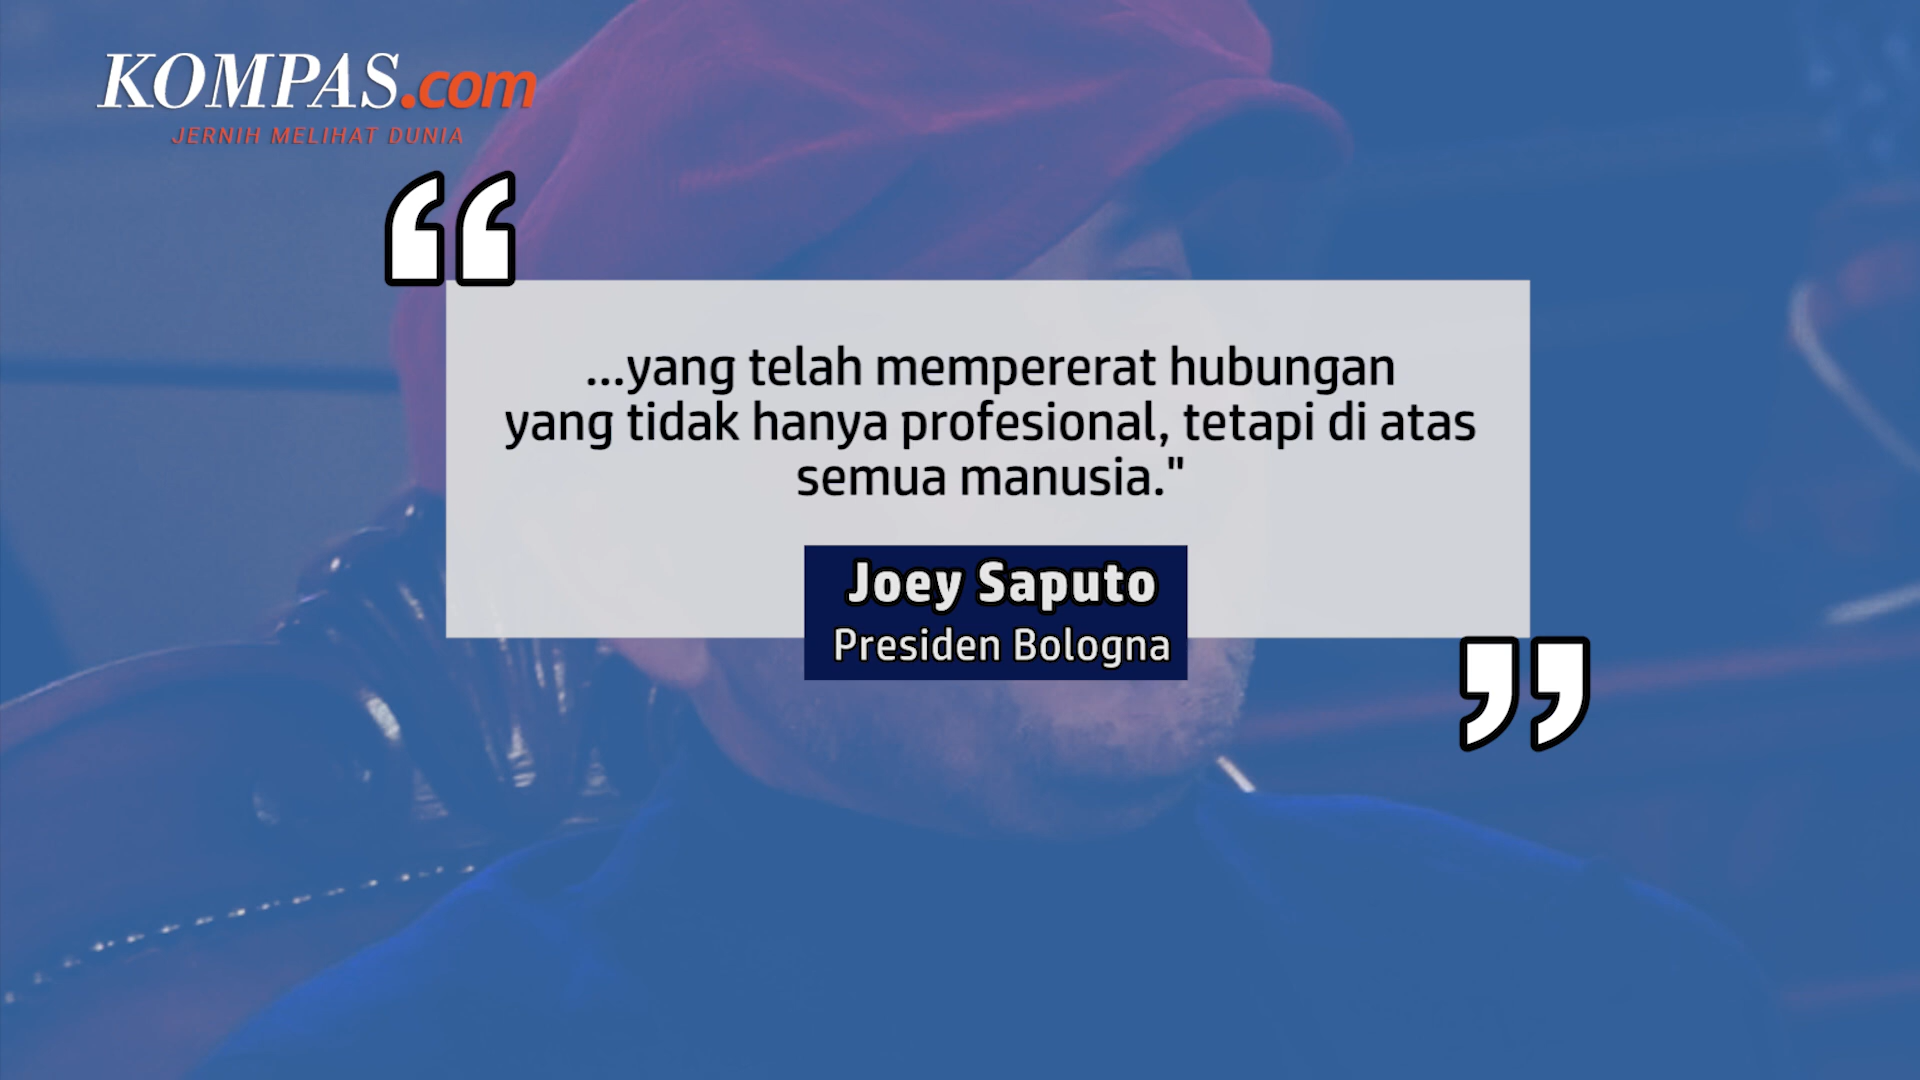 KOMPAS.com
JERNIH MELIHAT DUNIA
“
...yang telah mempererat hubungan
yang tidak hanya profesional, tetapi di atas
semua manusia."
Joey Saputo
Presiden Bologna
”